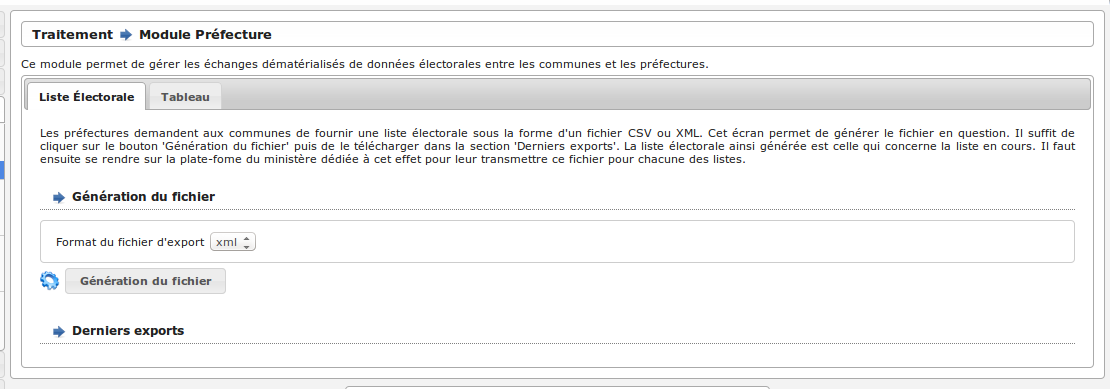 Traitement Module Préfecture
Ce module permet de gérer les échanges dématérialisés de données électorales entre les communes et les préfectures.
Liste Électorale Tableau
Les préfectures demandent aux communes de fournir une liste électorale sous la forme d'un fichier CSV ou XML. Cet écran permet de générer le fichier en question. Il suffit de
cliquer sur le bouton 'Génération du fichier' puis de le télécharger dans la section 'Derniers exports'. La liste électorale ainsi générée est celle qui concerne la liste en cours. Il faut
ensuite se rendre sur la plate-fome du ministère dédiée à cet effet pour leur transmettre ce fichier pour chacune des listes.
Génération du fichier
Format du fichier d'export xml
Génération du fichier
Derniers exports